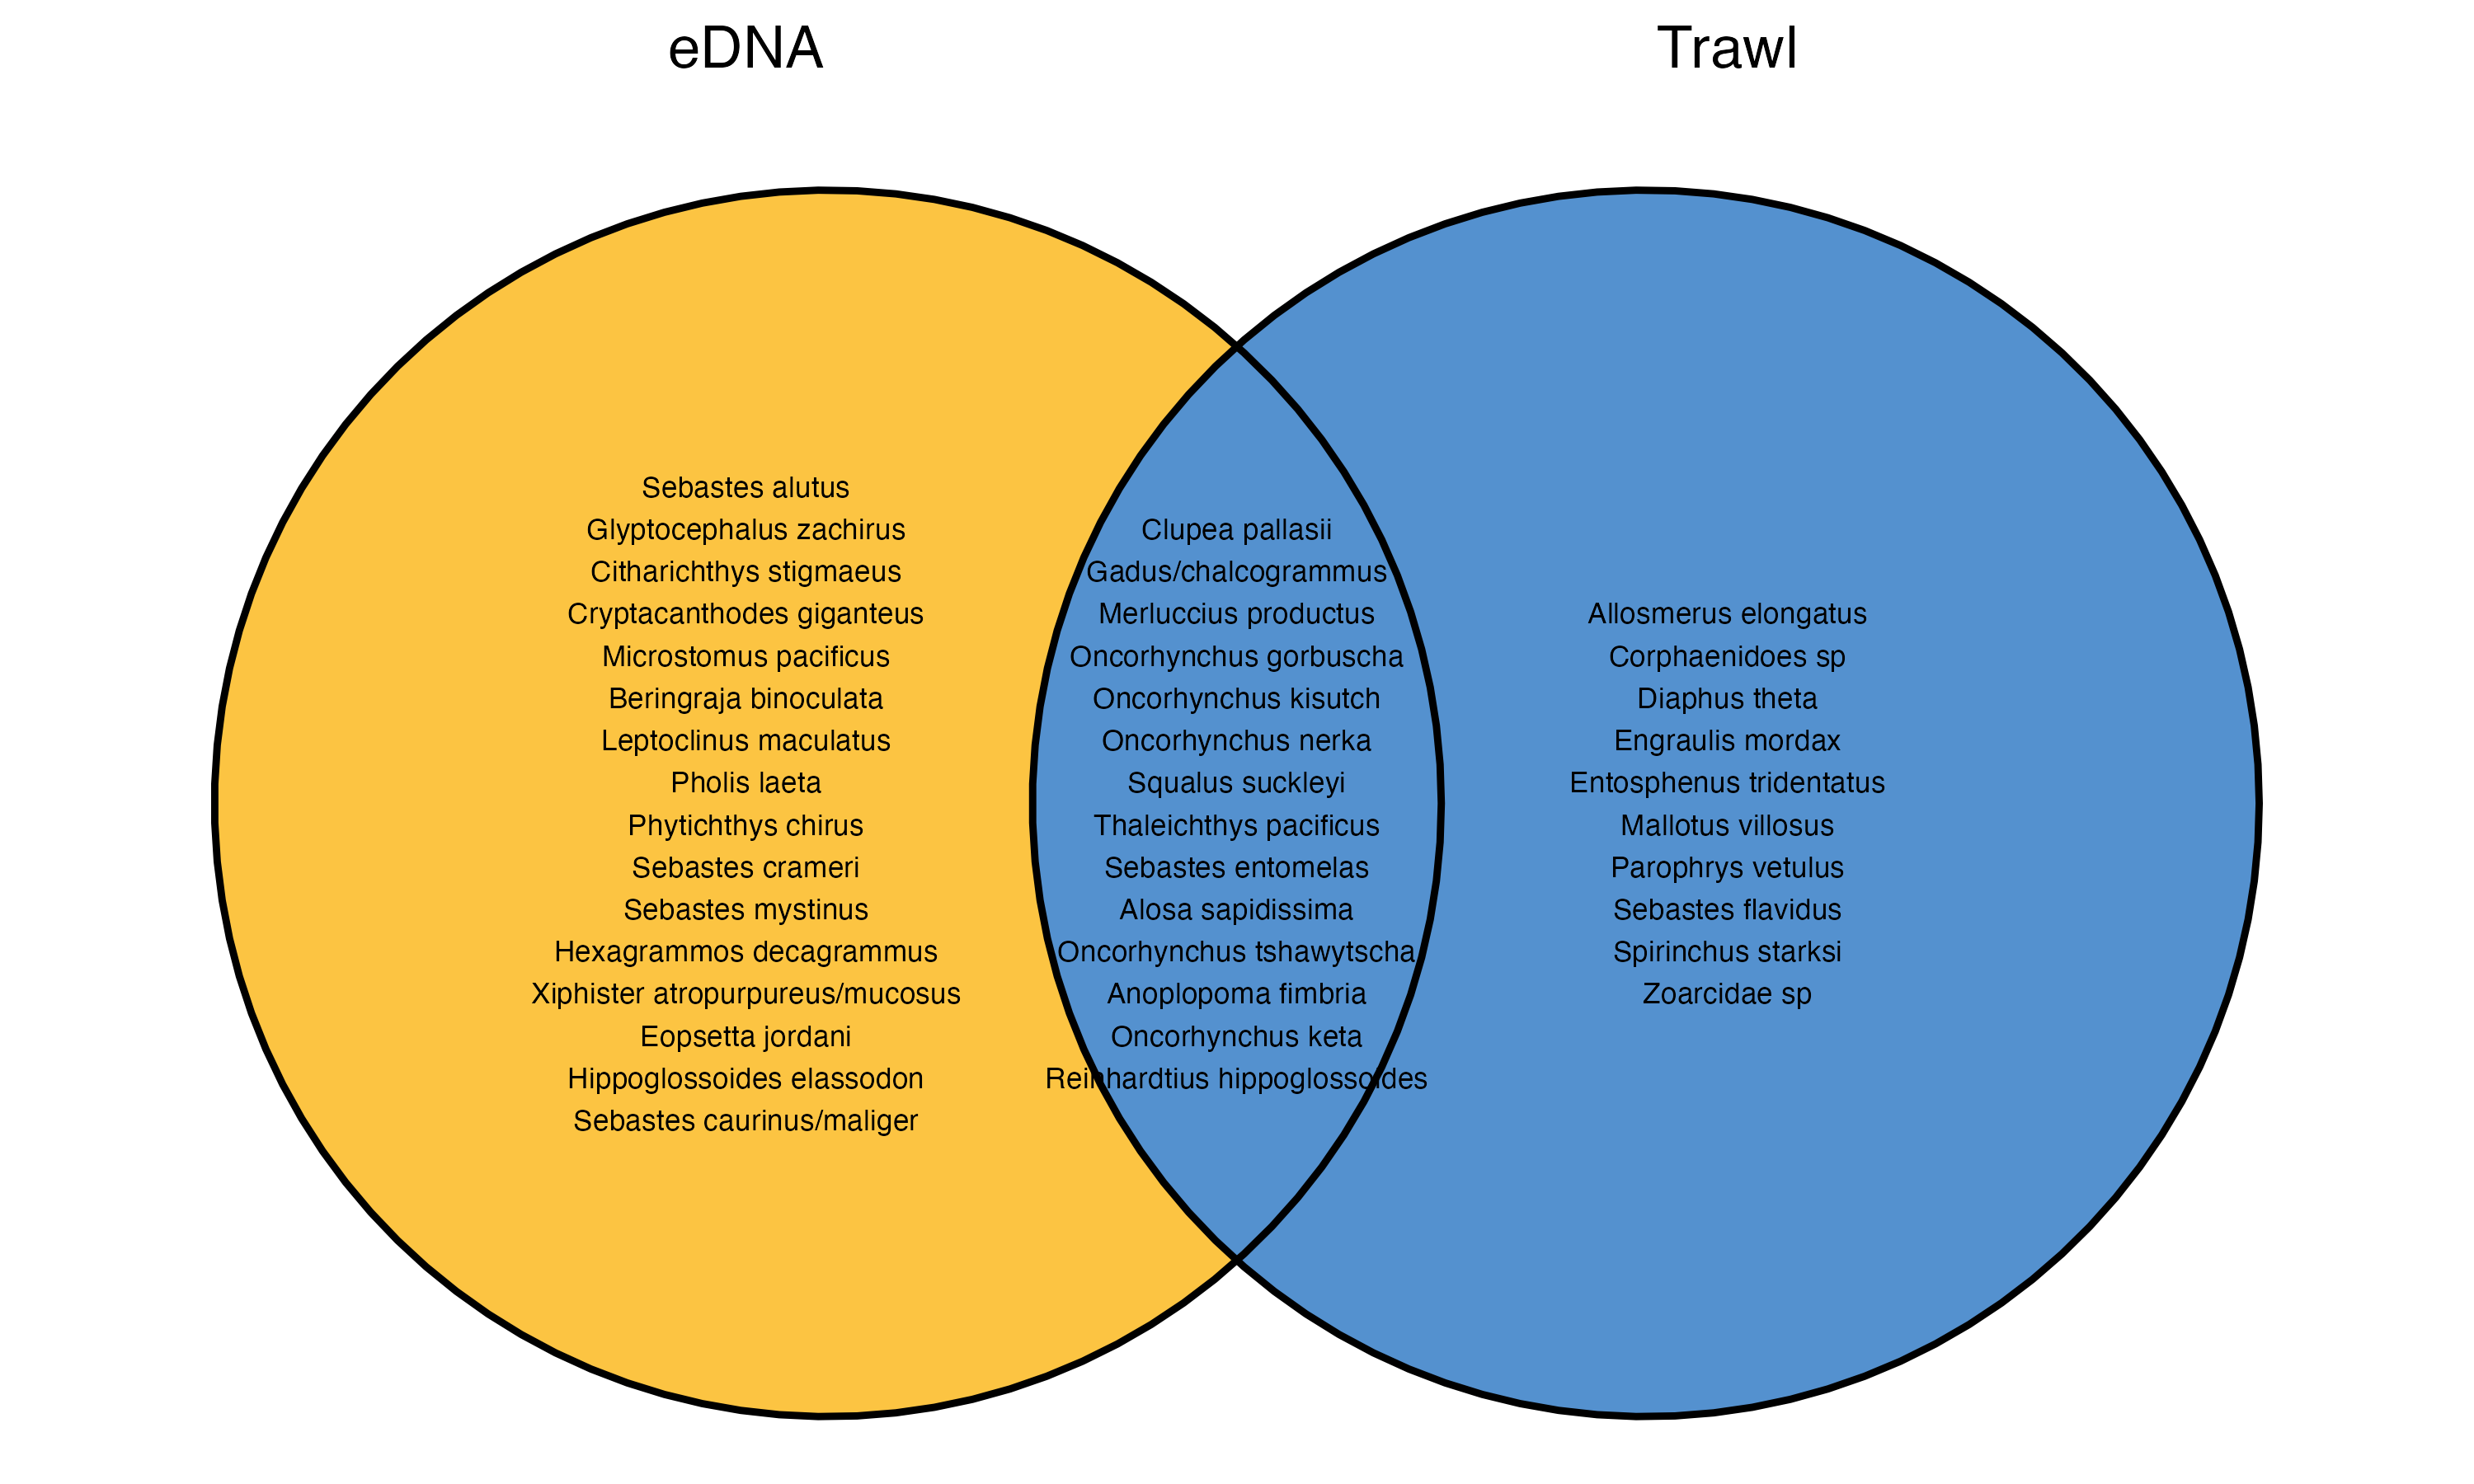 eDNA
Trawl
Sebastes alutus
Glyptocephalus zachirus
Citharichthys stigmaeus
Cryptacanthodes giganteus
Microstomus pacificus
Beringraja binoculata
Leptoclinus maculatus
Pholis laeta
Phytichthys chirus
Sebastes crameri
Sebastes mystinus
Hexagrammos decagrammus
Xiphister atropurpureus/mucosus
Eopsetta jordani
Hippoglossoides elassodon
Sebastes caurinus/maliger
Clupea pallasii
Gadus/chalcogrammus
Merluccius productus
Oncorhynchus gorbuscha
Oncorhynchus kisutch
Oncorhynchus nerka
Squalus suckleyi
Thaleichthys pacificus
Sebastes entomelas
Alosa sapidissima
Oncorhynchus tshawytscha
Anoplopoma fimbria
Oncorhynchus keta
Reinhardtius hippoglossoides
Allosmerus elongatus
Corphaenidoes sp
Diaphus theta
Engraulis mordax
Entosphenus tridentatus
Mallotus villosus
Parophrys vetulus
Sebastes flavidus
Spirinchus starksi
Zoarcidae sp